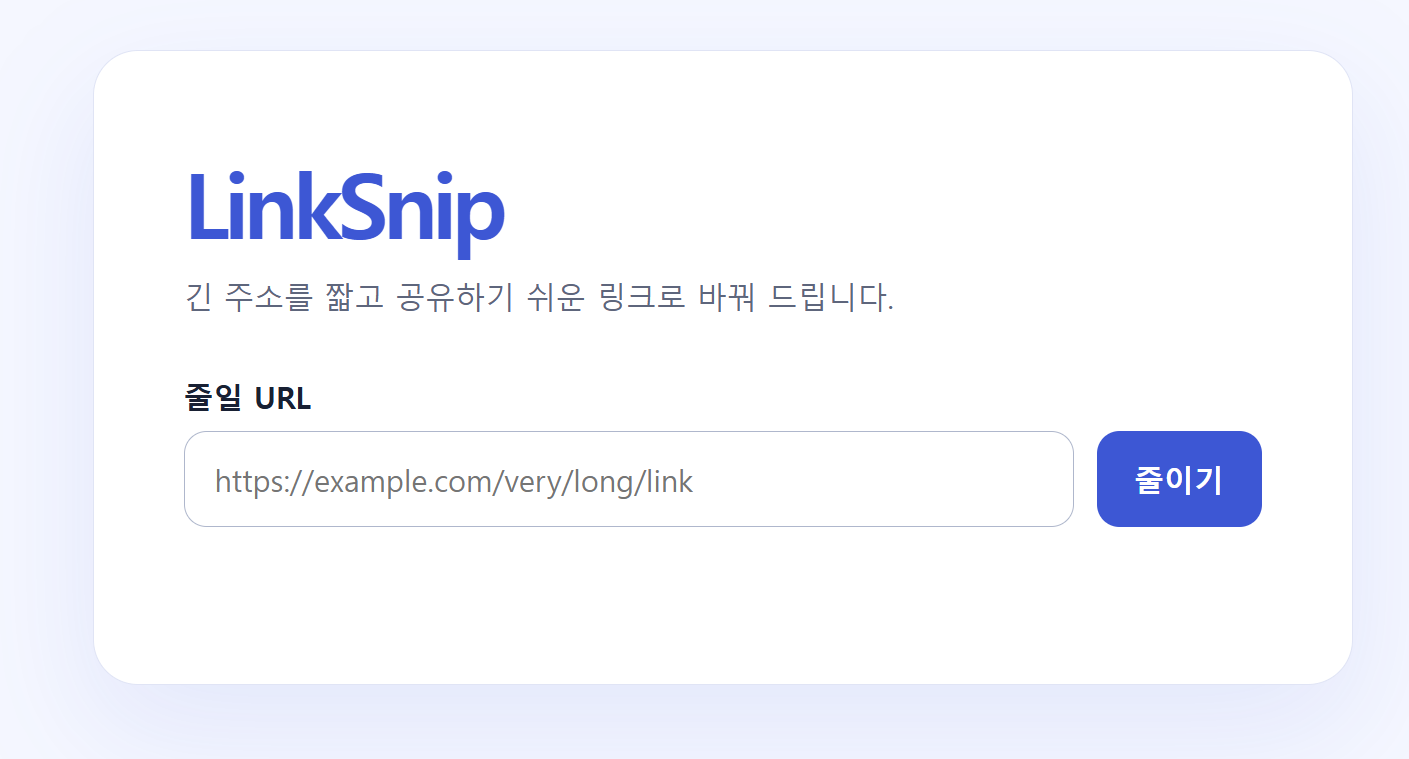 LinkSnip
긴 주소를 짧고 공유하기 쉬운 링크로 바꿔 드립니다.
줄일 URL
https://example.com/very/long/link
줄이기